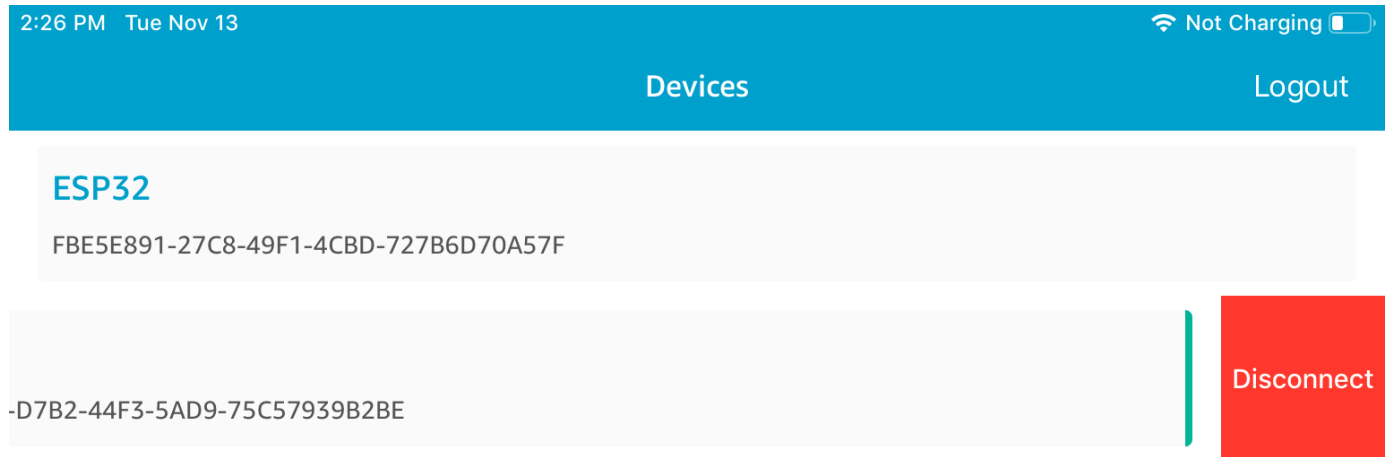 2:26 PM Tue Nov 13 Not Charging
Devices Logout
ESP32
FBE5E891-27C8-49F1-4CBD-727B6D70A57F
Disconnect
-D7B2-44F3-5AD9-75C57939B2BE